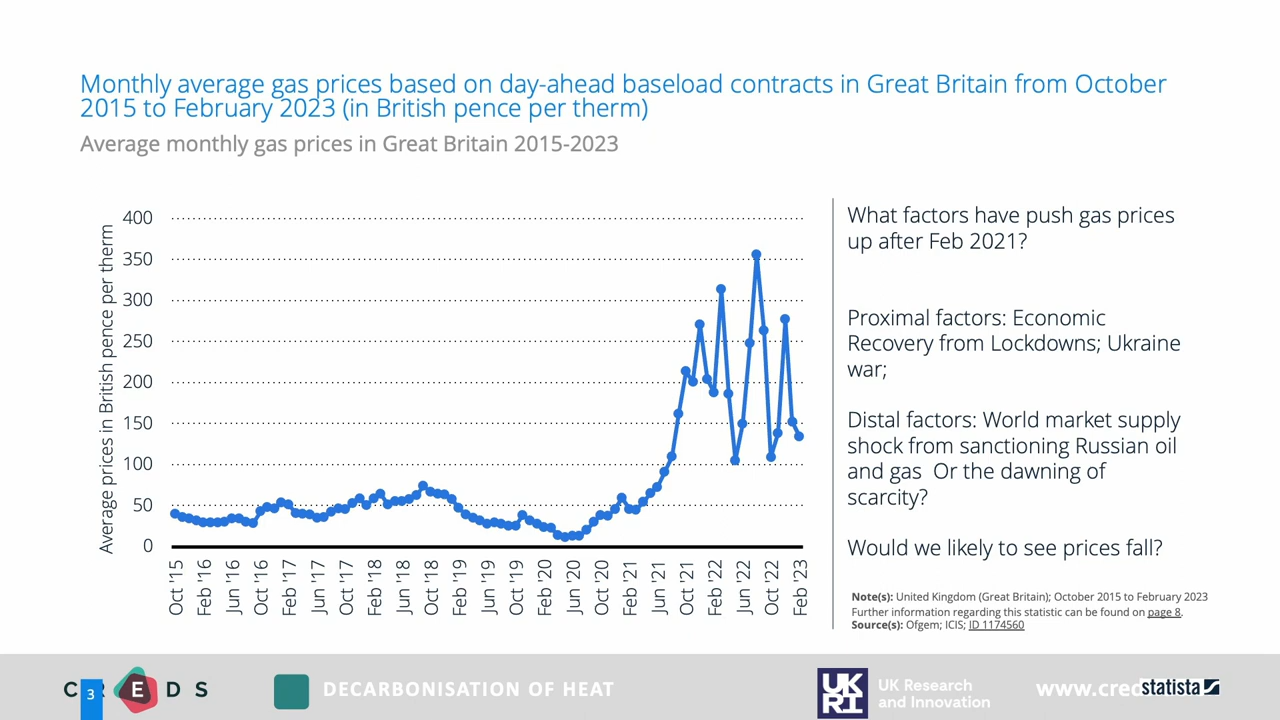 Monthly average gas prices based on day-ahead baseload contracts in Great Britain from October
2015 to February 2023 (in British pence per therm)
Average monthly gas prices in Great Britain 2015-2023
Average prices in British pence per therm
400
350
300
250
200
150
100
50
0
Oct '15
Feb '16
Jun '16
Oct '16
Feb '17
Jun '17
Oct '17
Feb '18
Jun '18
Oct '18
Feb '19
Jun '19
Oct '19
Feb '20
Jun '20
Oct '20
Feb '21
Jun '21
Oct '21
Feb '22
Jun '22
Oct '22
Feb '23
What factors have push gas prices
up after Feb 2021?
Proximal factors: Economic
Recovery from Lockdowns; Ukraine
war;
Distal factors: World market supply
shock from sanctioning Russian oil
and gas Or the dawning of
scarcity?
Would we likely to see prices fall?
Note(s): United Kingdom (Great Britain); October 2015 to February 2023
Further information regarding this statistic can be found on page 8.
Source(s): Ofgem; ICIS; ID 1174560
CREDS
3
DECARBONISATION OF HEAT
UKRI
UK Research
and Innovation
www.cre
statista